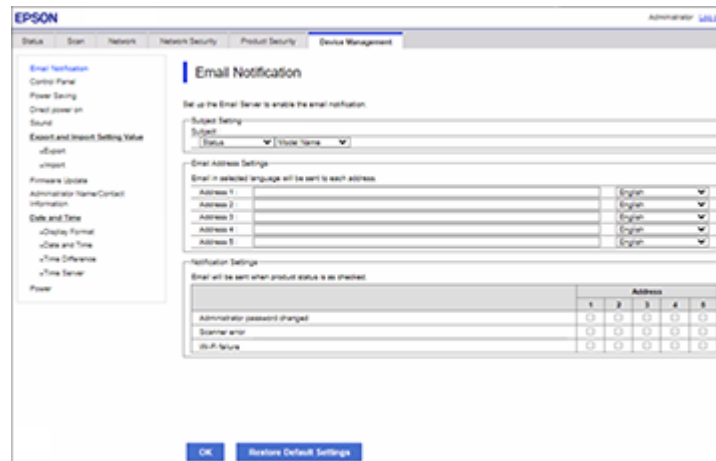 EPSON
Administrator Log
Status Scan Network Network Security Product Security Device Management
Email Notification
Control Panel
Power Saving
Direct power on
Sound
Export and Import Setting Value
»Export
»Import
Firmware Update
Administrator Name/Contact
Information
Date and Time
»Display Format
»Date and Time
»Time Difference
»Time Server
Power
Email Notification
Set up the Email Server to enable the email notification.
Subject Setting
Subject :
Status Model Name
Email Address Settings
Email in selected language will be sent to each address.
Address 1 : English
Address 2 : English
Address 3 : English
Address 4 : English
Address 5 : English
Notification Settings
Email will be sent when product status is as checked.
Address
1 2 3 4 5
Administrator password changed
Scanner error
Wi-Fi failure
OK Restore Default Settings